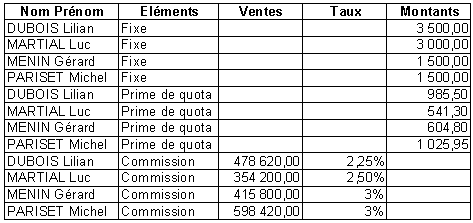 Nom Prénom Eléments Ventes Taux Montants
DUBOIS Lilian Fixe 3 500,00
MARTIAL Luc Fixe 3 000,00
MENIN Gérard Fixe 1 500,00
PARISET Michel Fixe 1 500,00
DUBOIS Lilian Prime de quota 985,50
MARTIAL Luc Prime de quota 541,30
MENIN Gérard Prime de quota 604,80
PARISET Michel Prime de quota 1 025,95
DUBOIS Lilian Commission 478 620,00 2,25%
MARTIAL Luc Commission 354 200,00 2,50%
MENIN Gérard Commission 415 800,00 3%
PARISET Michel Commission 598 420,00 3%